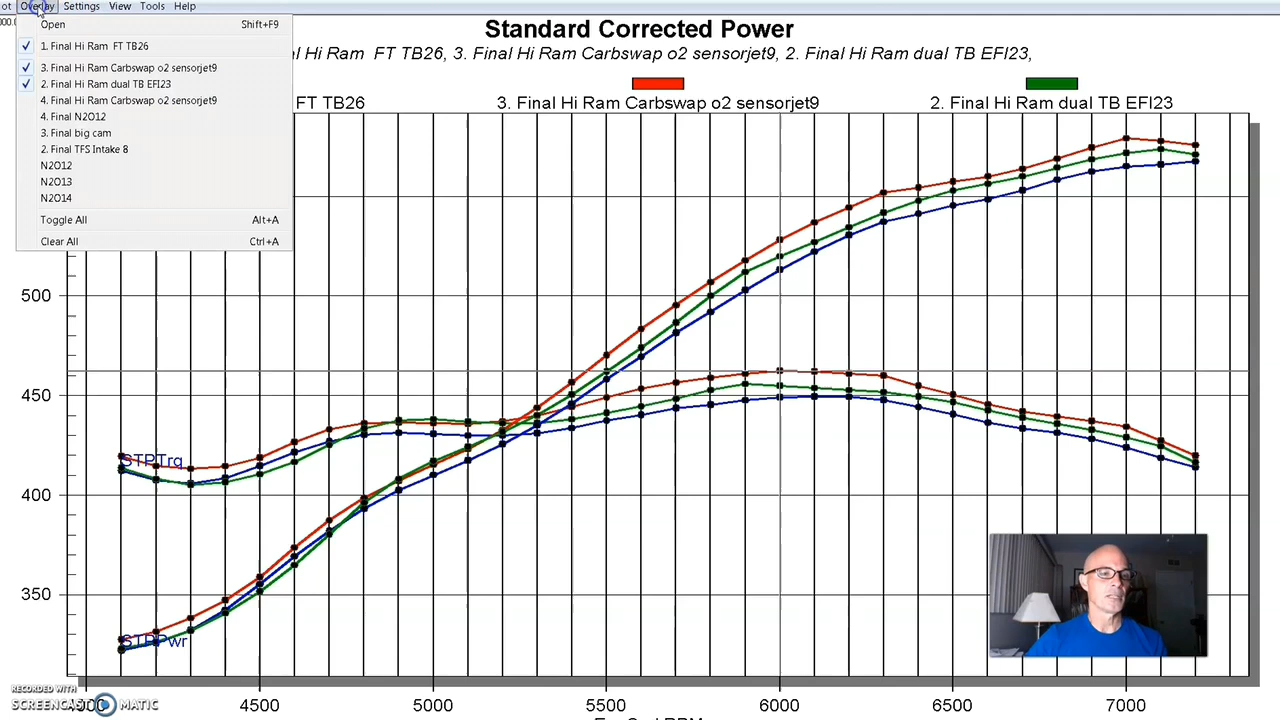 ot Overlay Settings View Tools Help
000.0
Open Shift+F9
1. Final Hi Ram FT TB26
3. Final Hi Ram Carbswap o2 sensorjet9
2. Final Hi Ram dual TB EFI23
4. Final Hi Ram Carbswap o2 sensorjet9
4. Final N2O12
3. Final big cam
2. Final TFS Intake 8
N2O12
N2O13
N2O14
Toggle All Alt+A
Clear All Ctrl+A
Standard Corrected Power
al Hi Ram FT TB26, 3. Final Hi Ram Carbswap o2 sensorjet9, 2. Final Hi Ram dual TB EFI23,
FT TB26 3. Final Hi Ram Carbswap o2 sensorjet9 2. Final Hi Ram dual TB EFI23
500
450
STPTrq
400
350
STPPwr
4000 4500 5000 5500 6000 6500 7000
RPM
RECORDED WITH
SCREENCAST MATIC